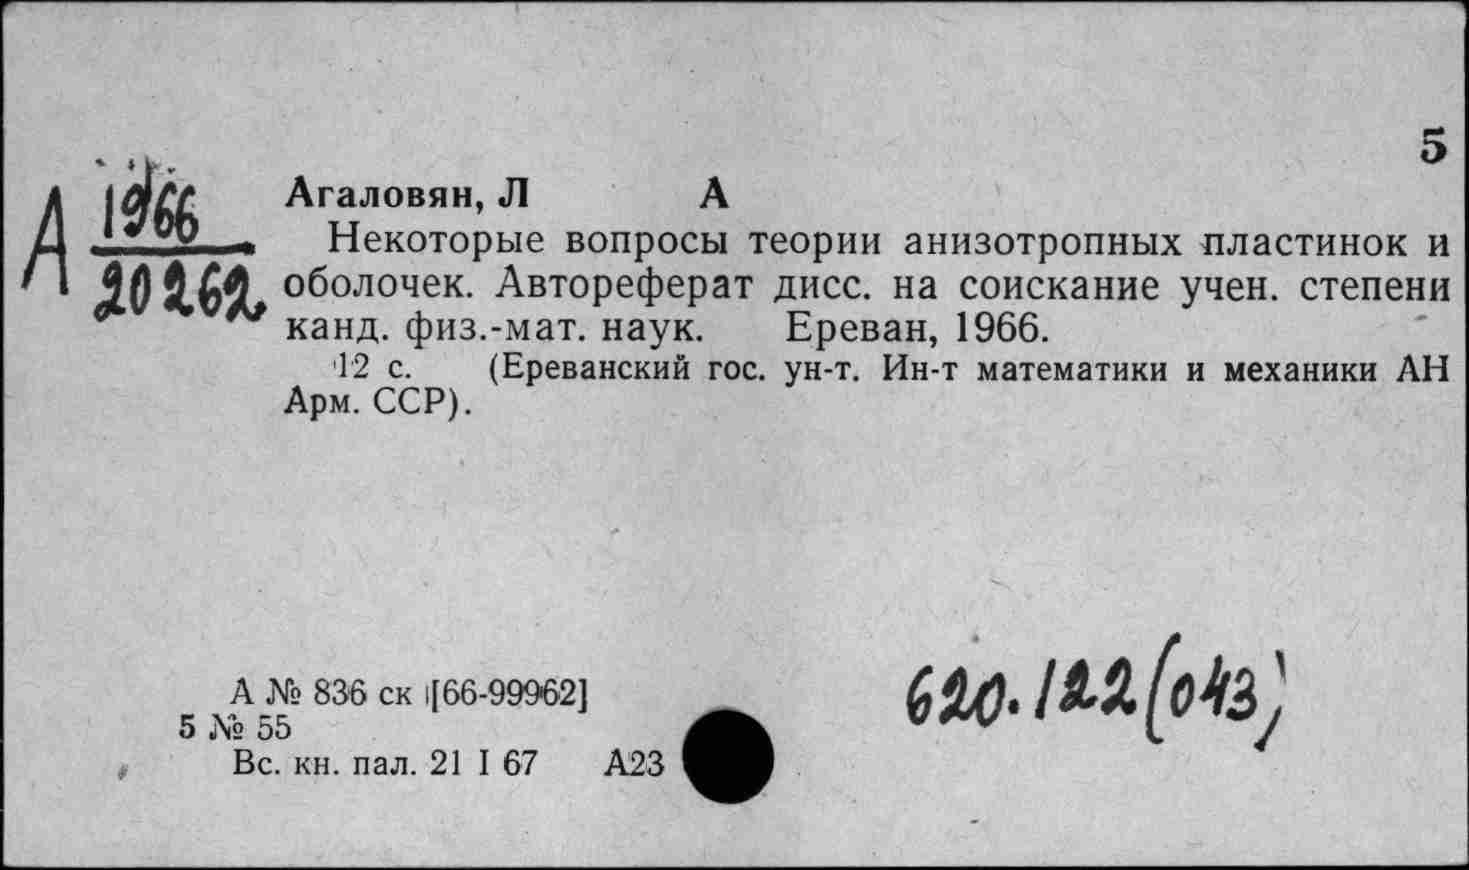 5
А 1966
20262
Агаловян, Л А
Некоторые вопросы теории анизотропных пластинок и
оболочек. Автореферат дисс. на соискание учен. степени
канд. физ.-мат. наук. Ереван, 1966.
12 с. (Ереванский гос. ун-т. Ин-т математики и механики АН
Арм. ССР).
А № 836 ск [66-99962]
5 № 55
Вс. кн. пал. 21 I 67 А23
620.122(043)